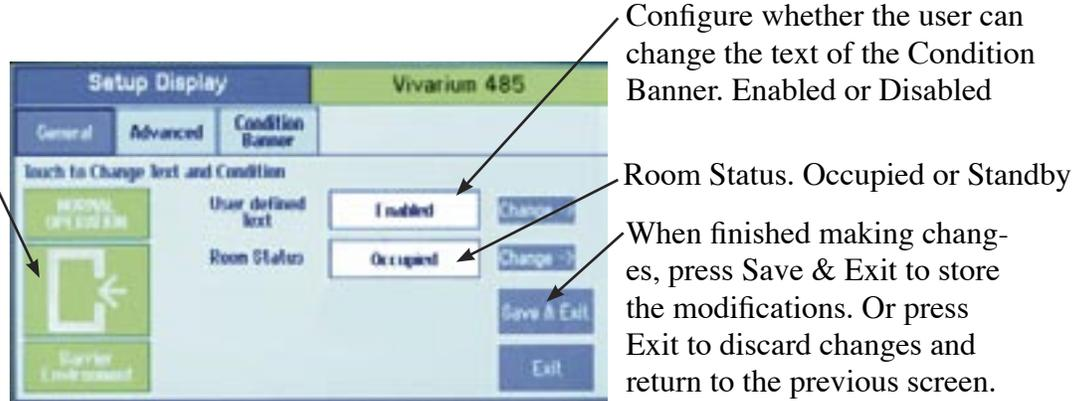 Configure whether the user can
change the text of the Condition
Banner. Enabled or Disabled
Room Status. Occupied or Standby
When finished making chang-
es, press Save & Exit to store
the modifications. Or press
Exit to discard changes and
return to the previous screen.
Setup Display
Vivarium 485
General
Advanced
Condition
Banner
Touch to Change Text and Condition
NORMAL
OPERATION
User defined
Text
Enabled
Change ->
Room Status
Occupied
Change ->
Save & Exit
Barrier
Environment
Exit